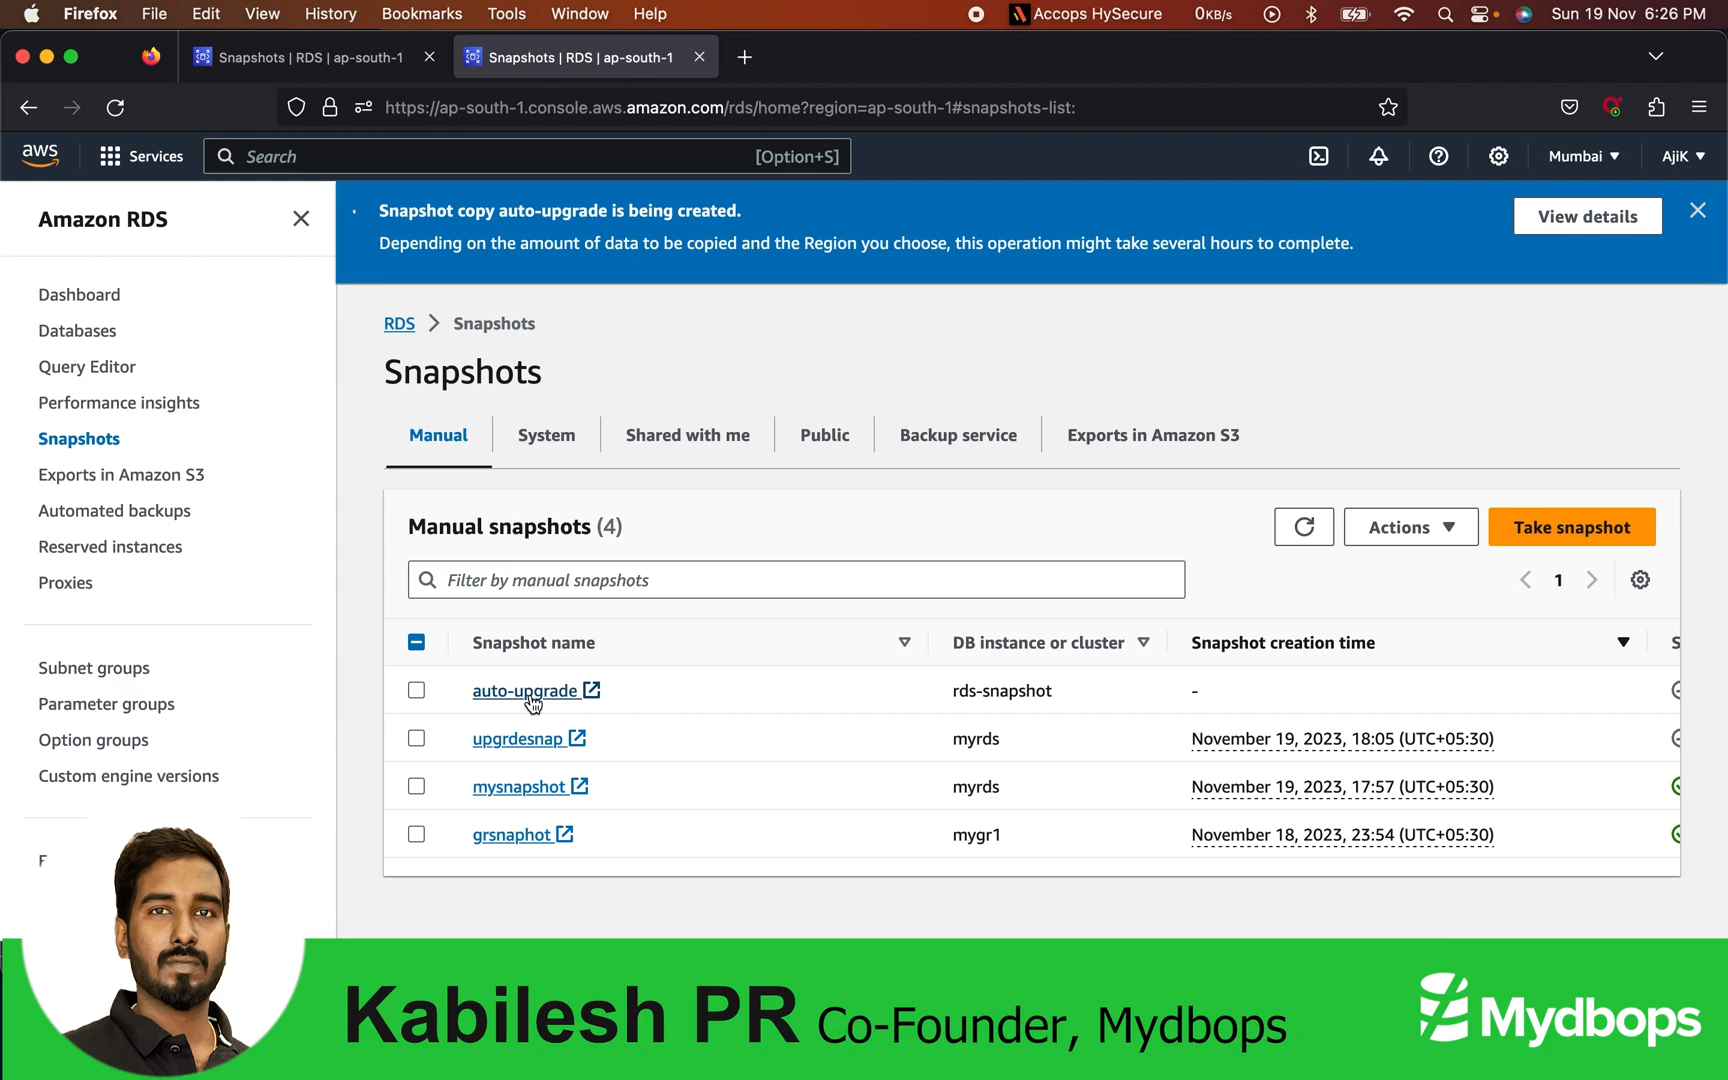 Firefox File Edit View History Bookmarks Tools Window Help Accops HySecure 0KB/s Sun 19 Nov 6:26 PM
Snapshots | RDS | ap-south-1 Snapshots | RDS | ap-south-1
https://ap-south-1.console.aws.amazon.com/rds/home?region=ap-south-1#snapshots-list:
aws Services Search [Option+S] Mumbai AjiK
Amazon RDS
Dashboard
Databases
Query Editor
Performance insights
Snapshots
Exports in Amazon S3
Automated backups
Reserved instances
Proxies
Subnet groups
Parameter groups
Option groups
Custom engine versions
Snapshot copy auto-upgrade is being created.
Depending on the amount of data to be copied and the Region you choose, this operation might take several hours to complete.
View details
RDS > Snapshots
Snapshots
Manual System Shared with me Public Backup service Exports in Amazon S3
Manual snapshots (4)
Actions Take snapshot
Filter by manual snapshots
1
Snapshot name DB instance or cluster Snapshot creation time
auto-upgrade rds-snapshot -
upgrdesnap myrds November 19, 2023, 18:05 (UTC+05:30)
mysnapshot myrds November 19, 2023, 17:57 (UTC+05:30)
grsnaphot mygr1 November 18, 2023, 23:54 (UTC+05:30)
Kabilesh PR Co-Founder, Mydbops
Mydbops